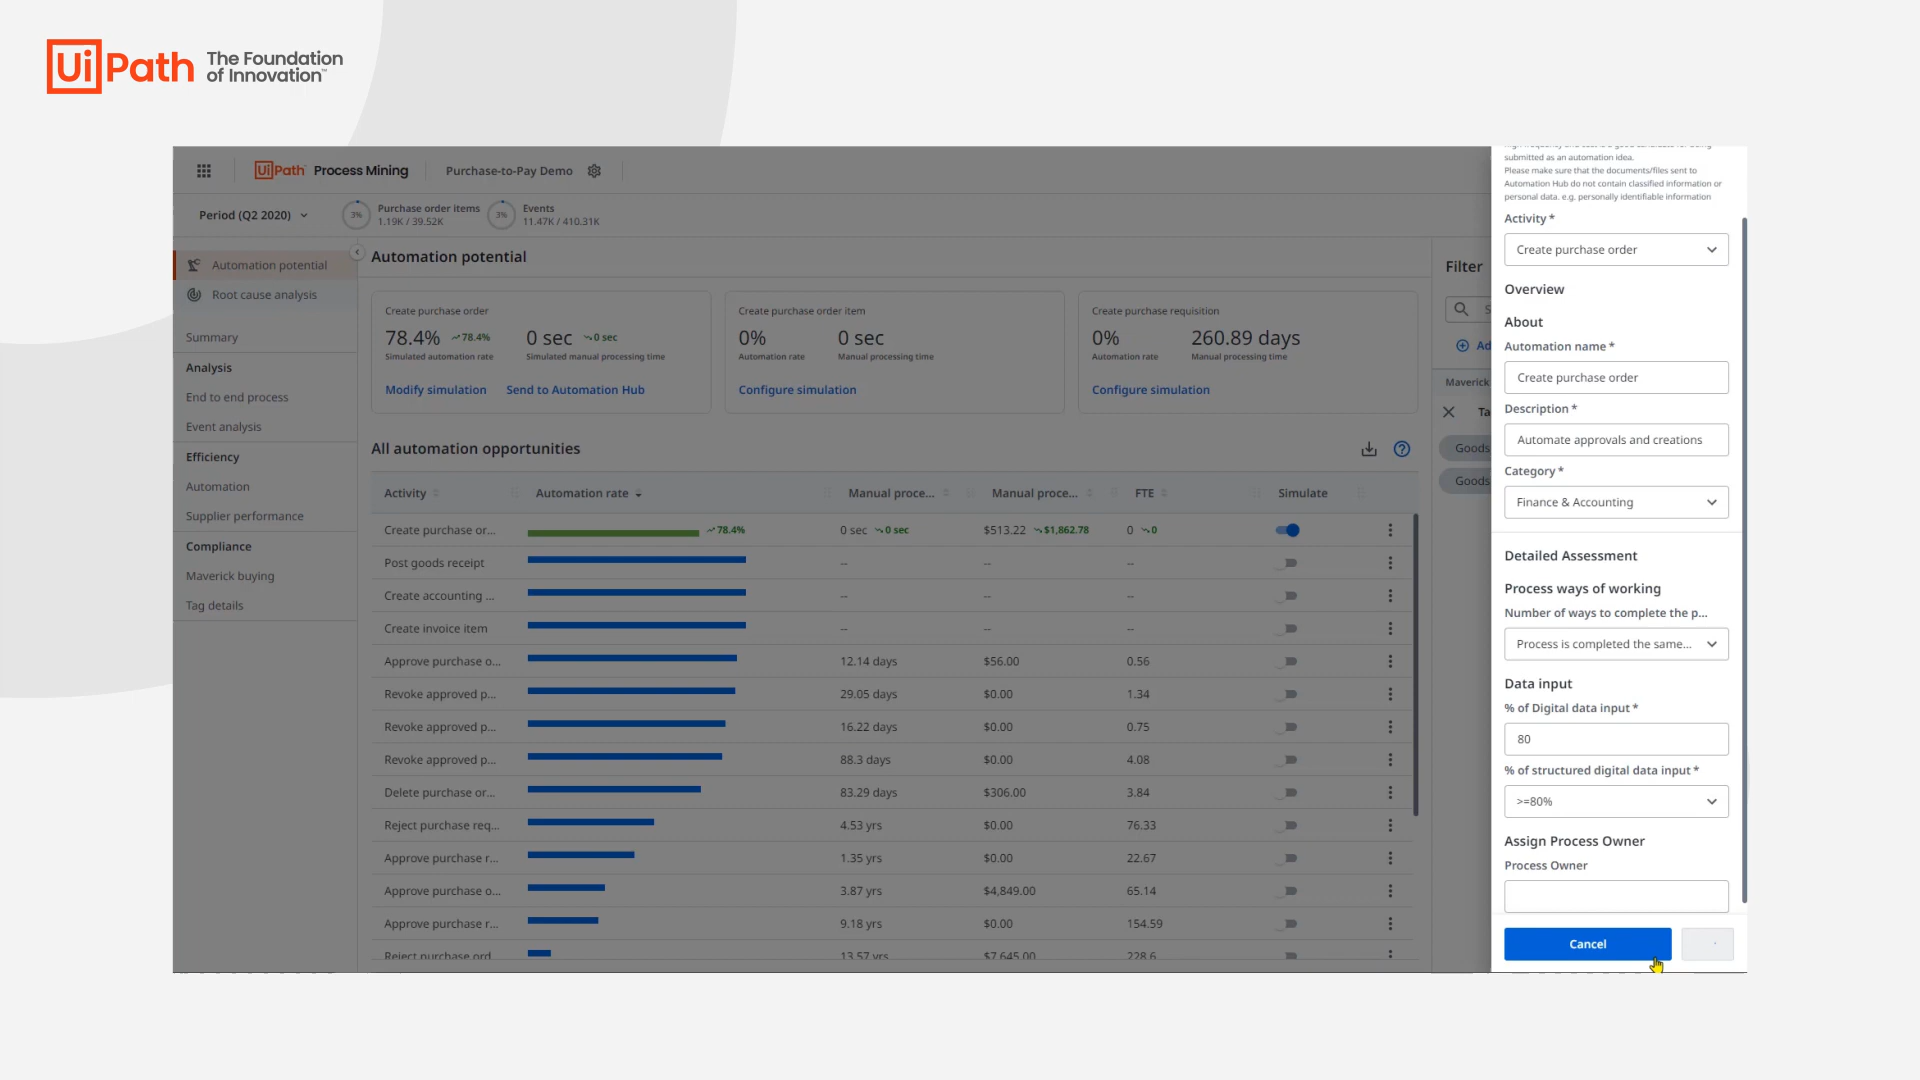 UiPath The Foundation of Innovation™
UiPath Process Mining
Purchase-to-Pay Demo
Period (Q2 2020)
3%
Purchase order items
1.19K / 39.52K
3%
Events
11.47K / 410.31K
Automation potential
Root cause analysis
Summary
Analysis
End to end process
Event analysis
Efficiency
Automation
Supplier performance
Compliance
Maverick buying
Tag details
Automation potential
Create purchase order
78.4% 78.4% 0 sec 0 sec
Simulated automation rate Simulated manual processing time
Modify simulation Send to Automation Hub
Create purchase order item
0% 0 sec
Automation rate Manual processing time
Configure simulation
Create purchase requisition
0% 260.89 days
Automation rate Manual processing time
Configure simulation
All automation opportunities
Activity Automation rate Manual proce... Manual proce... FTE Simulate
Create purchase or... 78.4% 0 sec 0 sec $513.22 $1,862.78 0 0
Post goods receipt -- -- --
Create accounting ... -- -- --
Create invoice item -- -- --
Approve purchase o... 12.14 days $56.00 0.56
Revoke approved p... 29.05 days $0.00 1.34
Revoke approved p... 16.22 days $0.00 0.75
Revoke approved p... 88.3 days $0.00 4.08
Delete purchase or... 83.29 days $306.00 3.84
Reject purchase req... 4.53 yrs $0.00 76.33
Approve purchase r... 1.35 yrs $0.00 22.67
Approve purchase o... 3.87 yrs $4,849.00 65.14
Approve purchase r... 9.18 yrs $0.00 154.59
Reject purchase ord... 13.57 yrs $7,645.00 228.6
Filter
S
Ad
Maverick
Ta
Goods
Goods
submitted as an automation idea.
Please make sure that the documents/files sent to
Automation Hub do not contain classified information or
personal data. e.g. personally identifiable information
Activity *
Create purchase order
Overview
About
Automation name *
Create purchase order
Description *
Automate approvals and creations
Category *
Finance & Accounting
Detailed Assessment
Process ways of working
Number of ways to complete the p...
Process is completed the same...
Data input
% of Digital data input *
80
% of structured digital data input *
>=80%
Assign Process Owner
Process Owner
Cancel